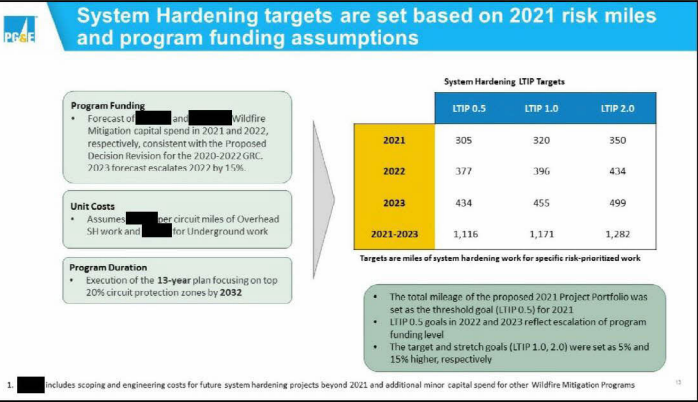 System Hardening targets are set based on 2021 risk miles
and program funding assumptions
PG&E
Program Funding
• Forecast of and Wildfire
Mitigation capital spend in 2021 and 2022,
respectively, consistent with the Proposed
Decision Revision for the 2020-2022 GRC.
2023 forecast escalates 2022 by 15%.
Unit Costs
• Assumes per circuit miles of Overhead
SH work and for Underground work
Program Duration
• Execution of the 13-year plan focusing on top
20% circuit protection zones by 2032
System Hardening LTIP Targets
LTIP 0.5 LTIP 1.0 LTIP 2.0
2021 305 320 350
2022 377 396 434
2023 434 455 499
2021-2023 1,116 1,171 1,282
Targets are miles of system hardening work for specific risk-prioritized work
• The total mileage of the proposed 2021 Project Portfolio was
set as the threshold goal (LTIP 0.5) for 2021
• LTIP 0.5 goals in 2022 and 2023 reflect escalation of program
funding level
• The target and stretch goals (LTIP 1.0, 2.0) were set as 5% and
15% higher, respectively
1. includes scoping and engineering costs for future system hardening projects beyond 2021 and additional minor capital spend for other Wildfire Mitigation Programs